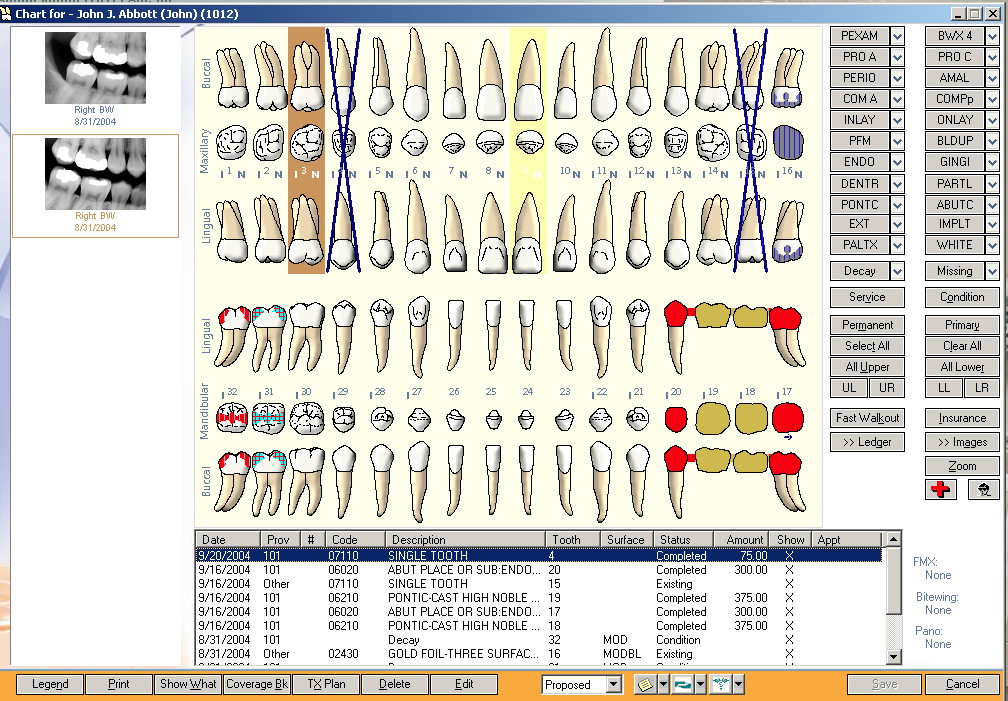 Chart for - John J. Abbott (John) (1012)
Right BW
8/31/2004
Right BW
8/31/2004
Buccal
Maxillary
1 N 2 N 3 N 5 N 6 N 7 N 8 N 9 N 10 N 11 N 12 N 13 N 14 N 16 N
Lingual
Lingual
32 31 30 29 28 27 26 25 24 23 22 21 20 19 18 17
Mandibular
Buccal
PEXAM BWX 4
PRO A PRO C
PERIO AMAL
COM A COMPp
INLAY ONLAY
PFM BLDUP
ENDO GINGI
DENTR PARTL
PONTC ABUTC
EXT IMPLT
PALTX WHITE
Decay Missing
Service Condition
Permanent Primary
Select All Clear All
All Upper All Lower
UL UR LL LR
Fast Walkout Insurance
>> Ledger >> Images
Zoom
Date Prov # Code Description Tooth Surface Status Amount Show Appt
9/20/2004 101 07110 SINGLE TOOTH 4 Completed 75.00 X
9/16/2004 101 06020 ABUT PLACE OR SUB:ENDO... 20 Completed 300.00 X
9/16/2004 Other 07110 SINGLE TOOTH 15 Existing X
9/16/2004 101 06210 PONTIC-CAST HIGH NOBLE ... 19 Completed 375.00 X
9/16/2004 101 06020 ABUT PLACE OR SUB:ENDO... 17 Completed 300.00 X
9/16/2004 101 06210 PONTIC-CAST HIGH NOBLE ... 18 Completed 375.00 X
8/31/2004 101 Decay 32 MOD Condition X
8/31/2004 Other 02430 GOLD FOIL-THREE SURFAC... 16 MODBL Existing X
FMX:
None
Bitewing:
None
Pano:
None
Legend Print Show What Coverage Bk TX Plan Delete Edit Proposed Save Cancel